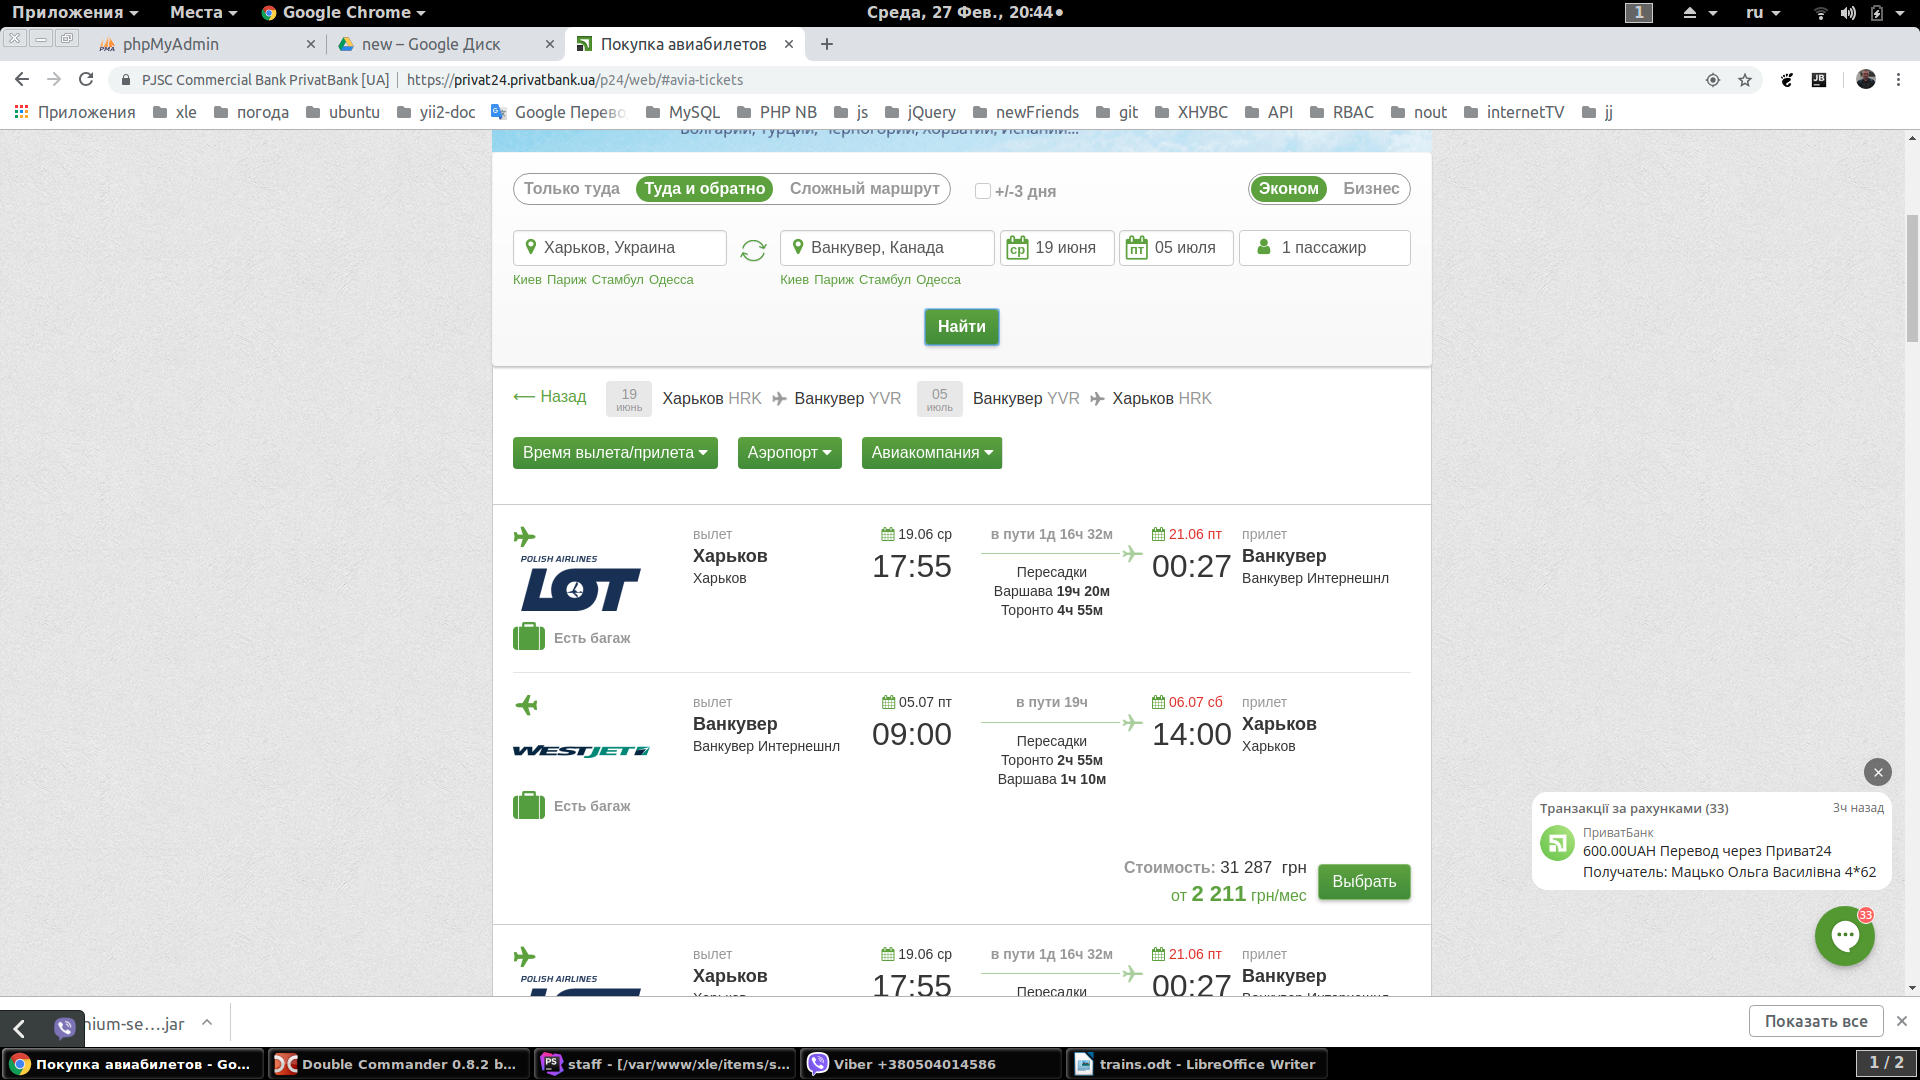 Приложения Места Google Chrome Среда, 27 Фев., 20:44 1 ru
phpMyAdmin new – Google Диск Покупка авиабилетов
PJSC Commercial Bank PrivatBank [UA] https://privat24.privatbank.ua/p24/web/#avia-tickets
Приложения xle погода ubuntu yii2-doc Google Перево MySQL PHP NB js jQuery newFriends git ХНУВС API RBAC nout internetTV jj
Болгарии, Турции, Черногории, Хорватии, Испании...
Только туда Туда и обратно Сложный маршрут +/-3 дня Эконом Бизнес
Харьков, Украина Ванкувер, Канада ср 19 июня пт 05 июля 1 пассажир
Киев Париж Стамбул Одесса Киев Париж Стамбул Одесса
Найти
Назад 19 июнь Харьков HRK Ванкувер YVR 05 июль Ванкувер YVR Харьков HRK
Время вылета/прилета Аэропорт Авиакомпания
вылет 19.06 ср в пути 1д 16ч 32м 21.06 пт прилет
POLISH AIRLINES
LOT
Харьков 17:55 00:27 Ванкувер
Харьков Пересадки Ванкувер Интернешнл
Варшава 19ч 20м
Торонто 4ч 55м
Есть багаж
вылет 05.07 пт в пути 19ч 06.07 сб прилет
Ванкувер 09:00 14:00 Харьков
WESTJET Ванкувер Интернешнл Пересадки Харьков
Торонто 2ч 55м
Варшава 1ч 10м
Есть багаж
Стоимость: 31 287 грн
от 2 211 грн/мес
Выбрать
Транзакції за рахунками (33) 3ч назад
ПриватБанк
600.00UAH Перевод через Приват24
Получатель: Мацько Ольга Василівна 4*62
33
вылет 19.06 ср в пути 1д 16ч 32м 21.06 пт прилет
POLISH AIRLINES
Харьков 17:55 00:27 Ванкувер
Харьков Пересадки Ванкувер Интернешнл
nium-se....jar Показать все
Покупка авиабилетов - Go... Double Commander 0.8.2 b... staff - [/var/www/xle/items/s... Viber +380504014586 trains.odt - LibreOffice Writer 1 / 2